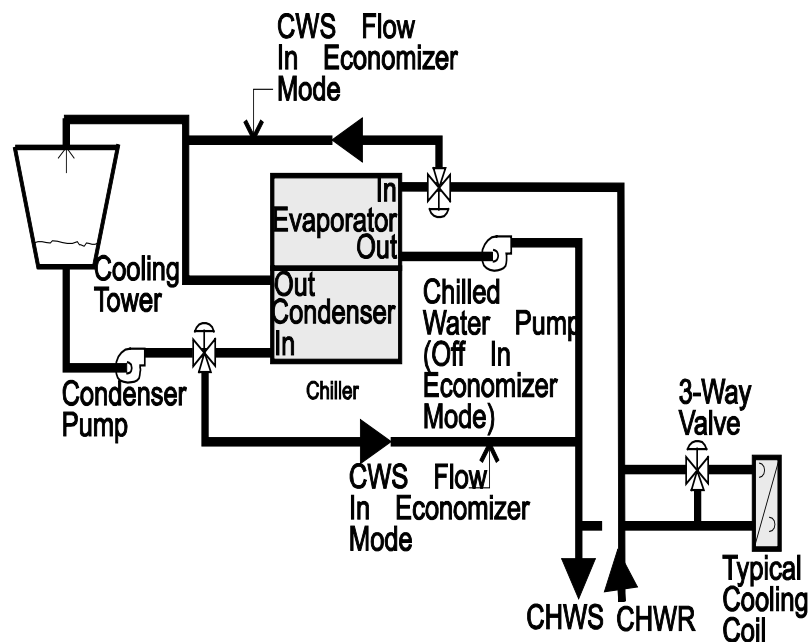 CWS Flow
In Economizer
Mode
In
Evaporator
Out
Cooling
Tower
Out
Condenser
In
Chilled
Water Pump
(Off In
Economizer
Mode)
Condenser
Pump
Chiller
3-Way
Valve
CWS Flow
In Economizer
Mode
Typical
Cooling
Coil
CHWS
CHWR